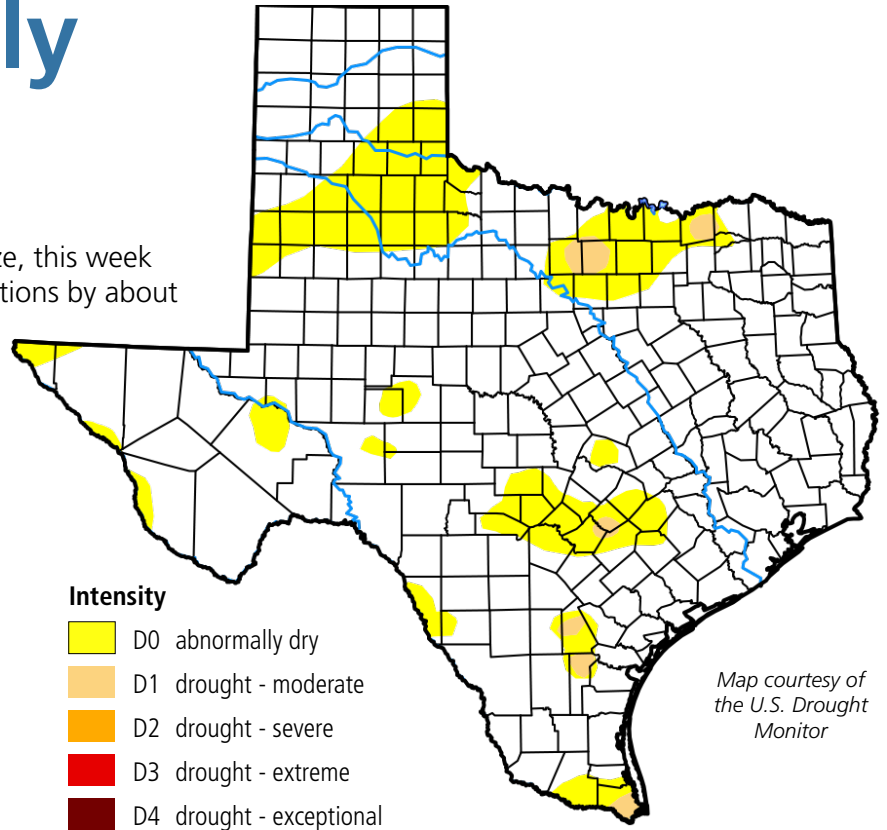 ly
ze, this week
tions by about
Intensity
D0 abnormally dry
D1 drought - moderate
D2 drought - severe
D3 drought - extreme
D4 drought - exceptional
Map courtesy of
the U.S. Drought
Monitor